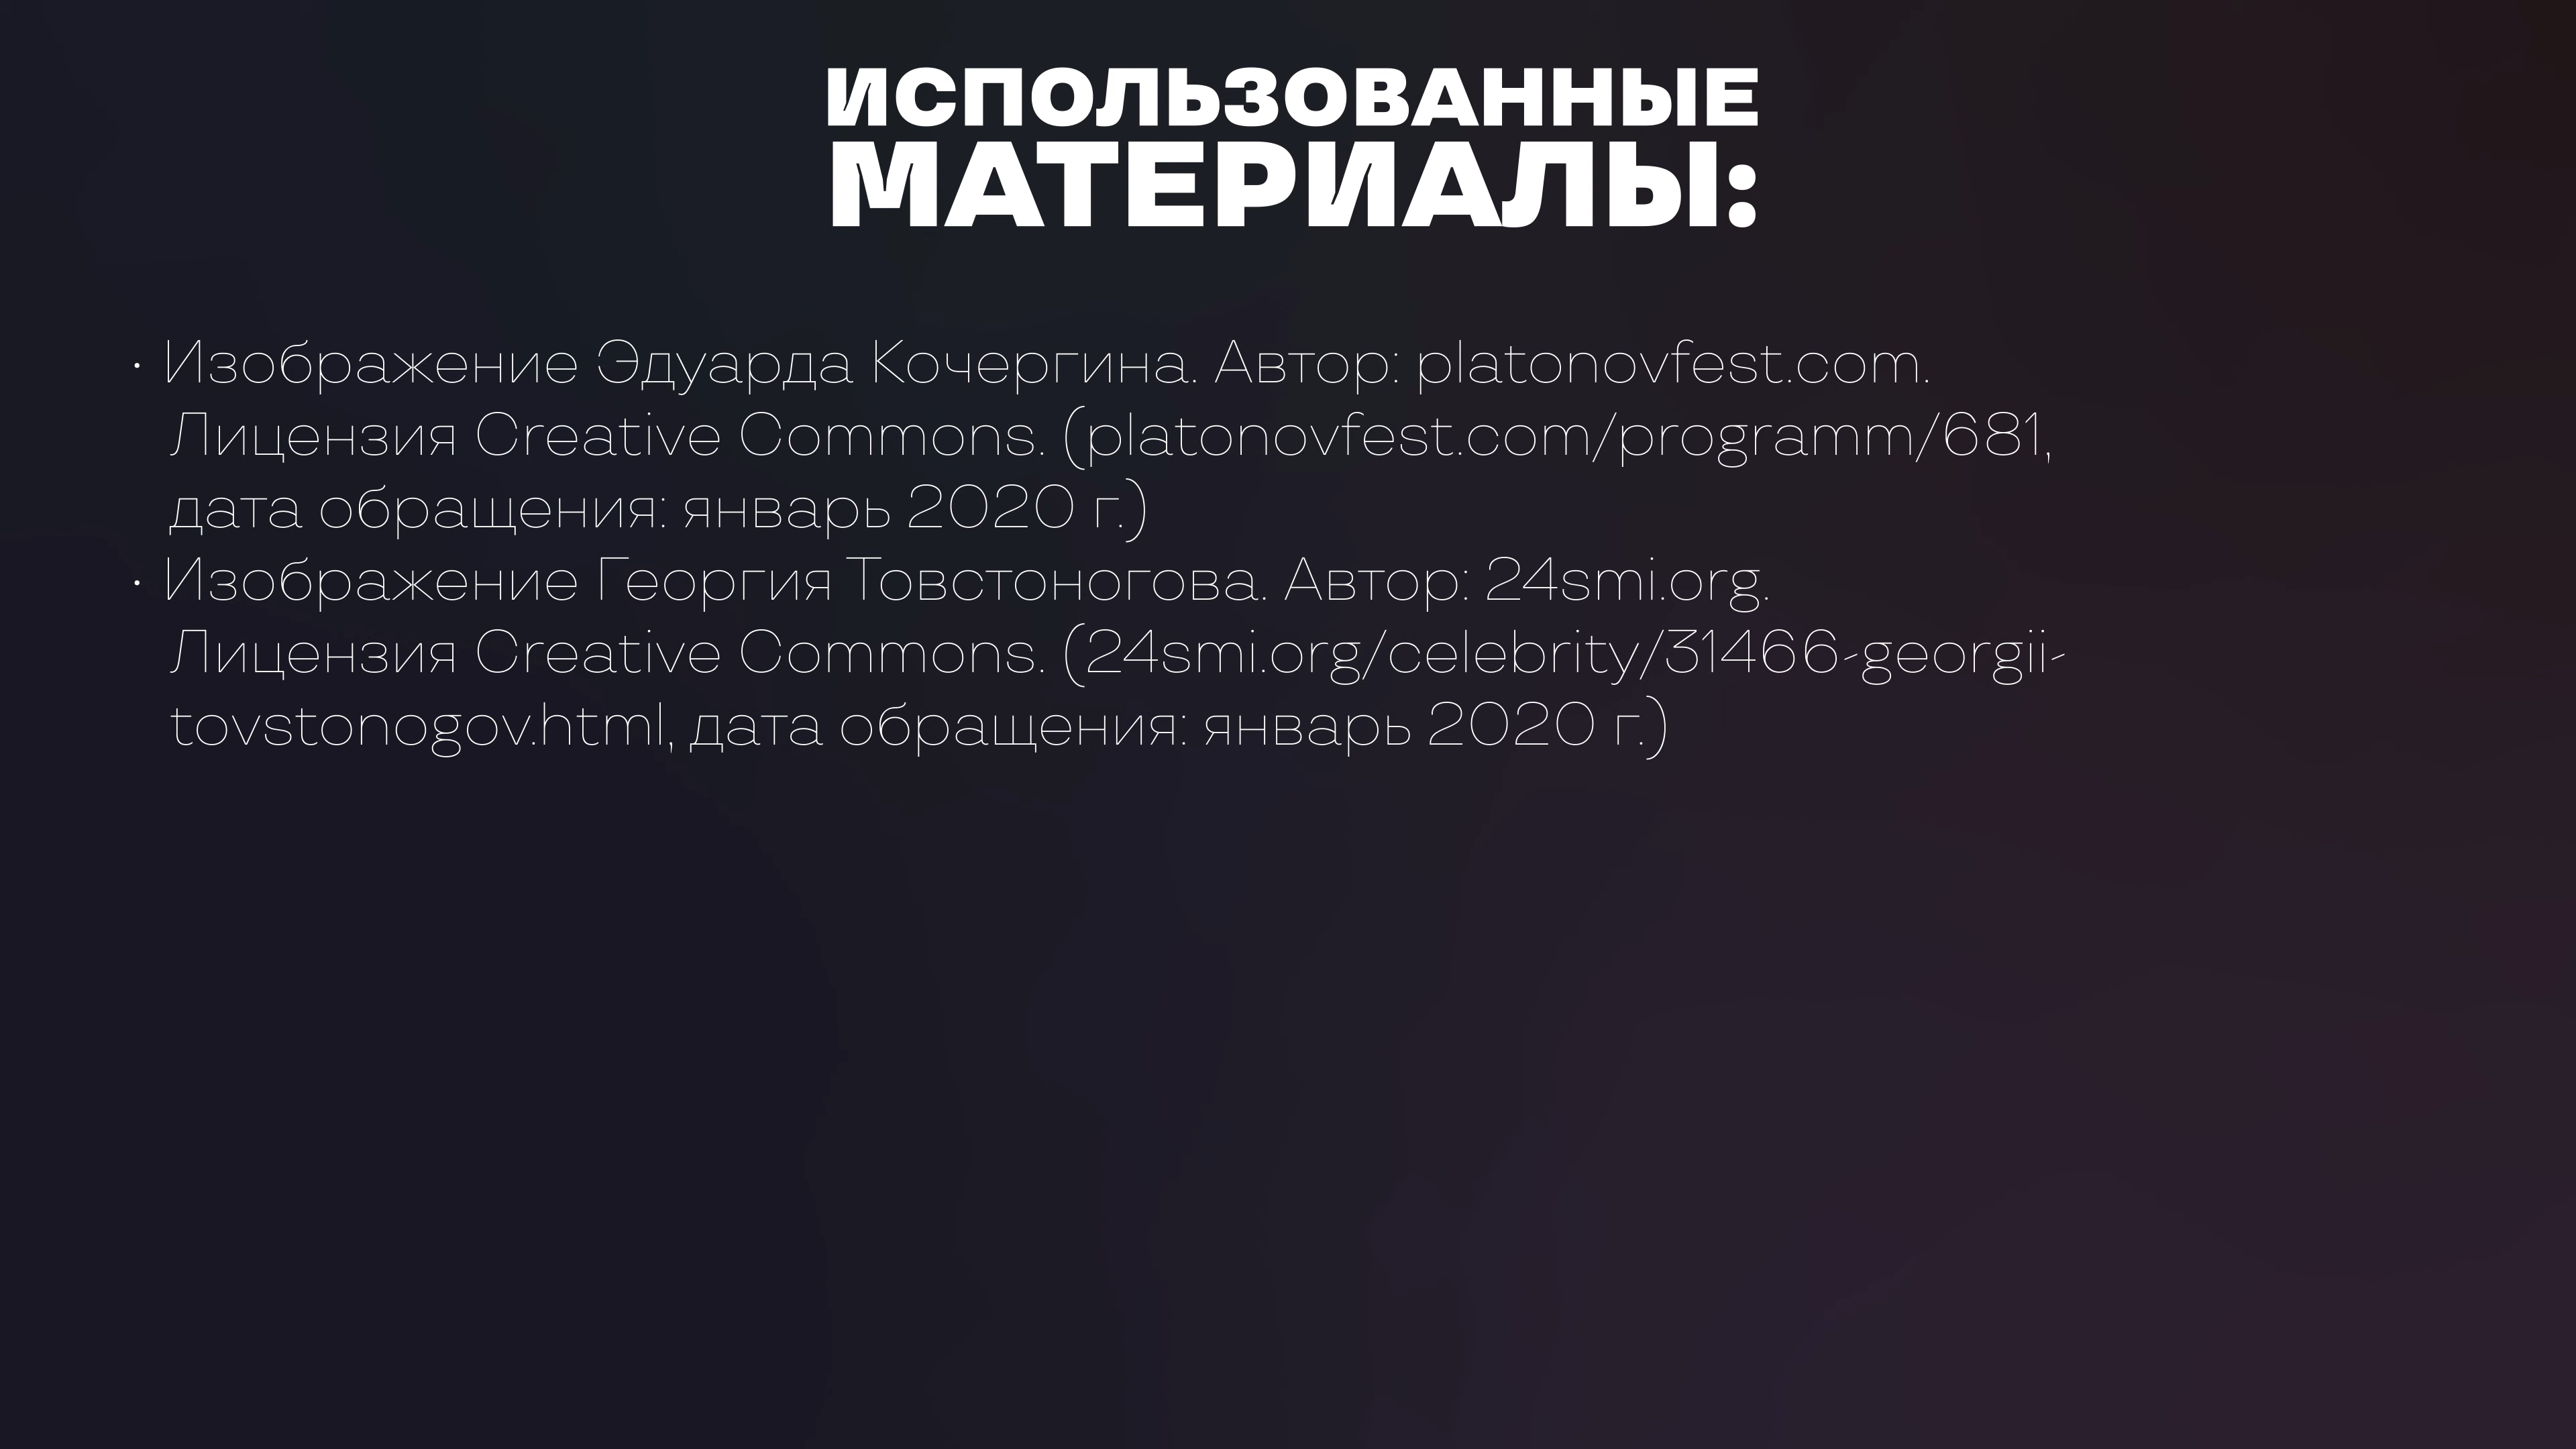 ИСПОЛЬЗОВАННЫЕ
МАТЕРИАЛЫ:
· Изображение Эдуарда Кочергина. Автор: platonovfest.com.
Лицензия Creative Commons. (platonovfest.com/programm/681,
дата обращения: январь 2020 г.)
· Изображение Георгия Товстоногова. Автор: 24smi.org.
Лицензия Creative Commons. (24smi.org/celebrity/31466-georgii-
tovstonogov.html, дата обращения: январь 2020 г.)